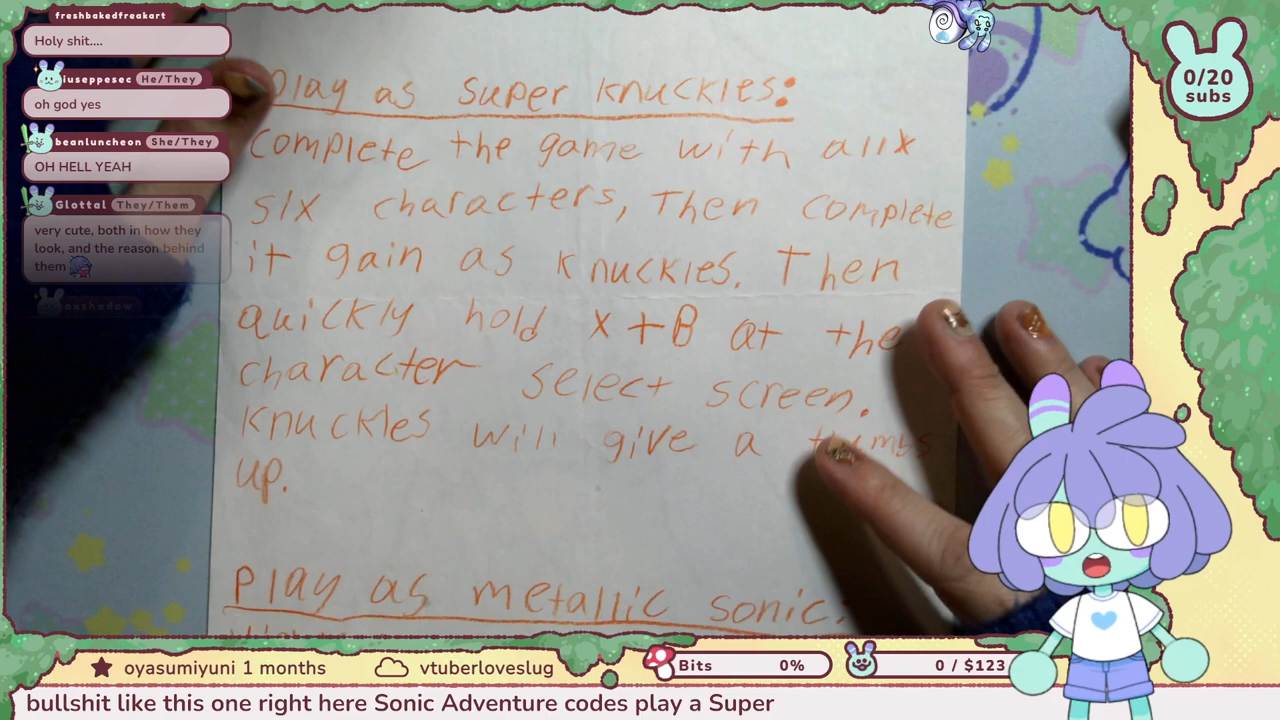 freshbakedfreakart
Holy shit....
iuseppesec He/They
oh god yes
beanluncheon She/They
OH HELL YEAH
Glottal They/Them
very cute, both in how they
look, and the reason behind
them
oxshadow
Play as super knuckles:
complete the game with allx
six characters, Then complete
it gain as knuckles. Then
quickly hold x+B at the
character select screen.
knuckles will give a
up.
Play as metallic sonic:
0/20
subs
oyasumiyuni 1 months
vtuberloveslug
Bits 0%
0 / $123
bullshit like this one right here Sonic Adventure codes play a Super